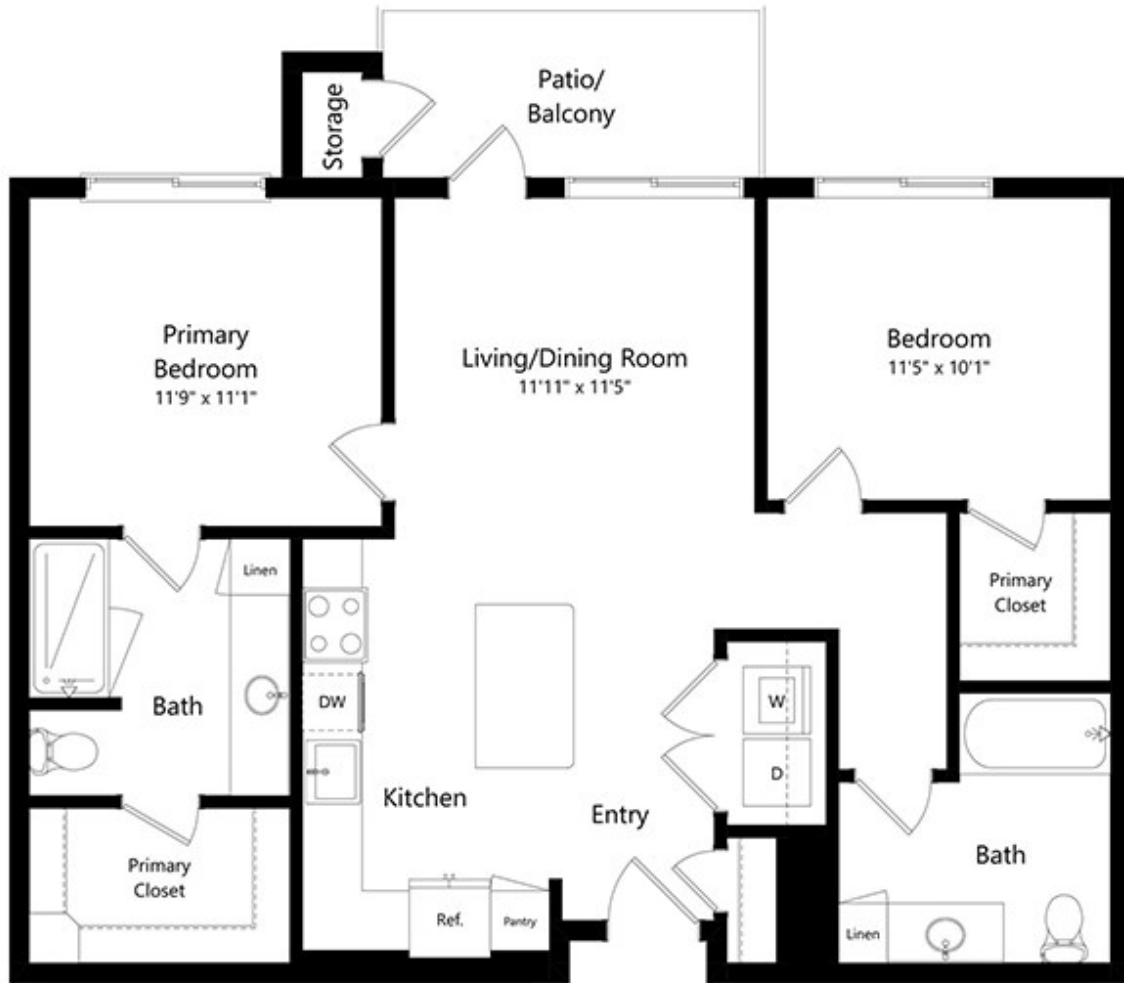 Storage
Patio/
Balcony
Primary
Bedroom
11'9" x 11'1"
Living/Dining Room
11'11" x 11'5"
Bedroom
11'5" x 10'1"
Linen
Primary
Closet
DW
W
Bath
D
Kitchen
Entry
Primary
Closet
Bath
Ref.
Pantry
Linen